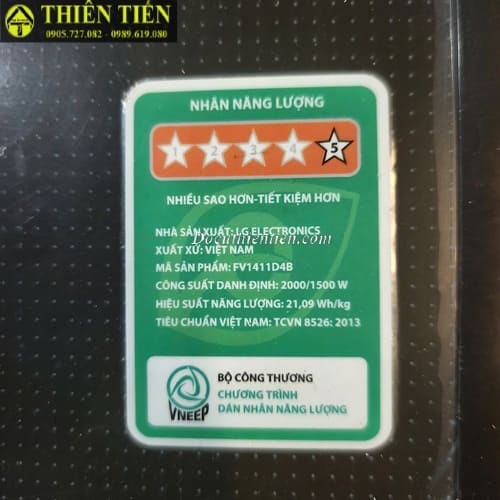 THIÊN TIẾN
0905.727.082 - 0989.619.080
NHÃN NĂNG LƯỢNG
1 2 3 4 5
NHIỀU SAO HƠN-TIẾT KIỆM HƠN
NHÀ SẢN XUẤT: LG ELECTRONICS
Docuthientien.com
XUẤT XỨ: VIỆT NAM
MÃ SẢN PHẨM: FV1411D4B
CÔNG SUẤT DANH ĐỊNH: 2000/1500 W
HIỆU SUẤT NĂNG LƯỢNG: 21,09 Wh/kg
TIÊU CHUẨN VIỆT NAM: TCVN 8526: 2013
VNEEP
BỘ CÔNG THƯƠNG
CHƯƠNG TRÌNH
DÁN NHÃN NĂNG LƯỢNG